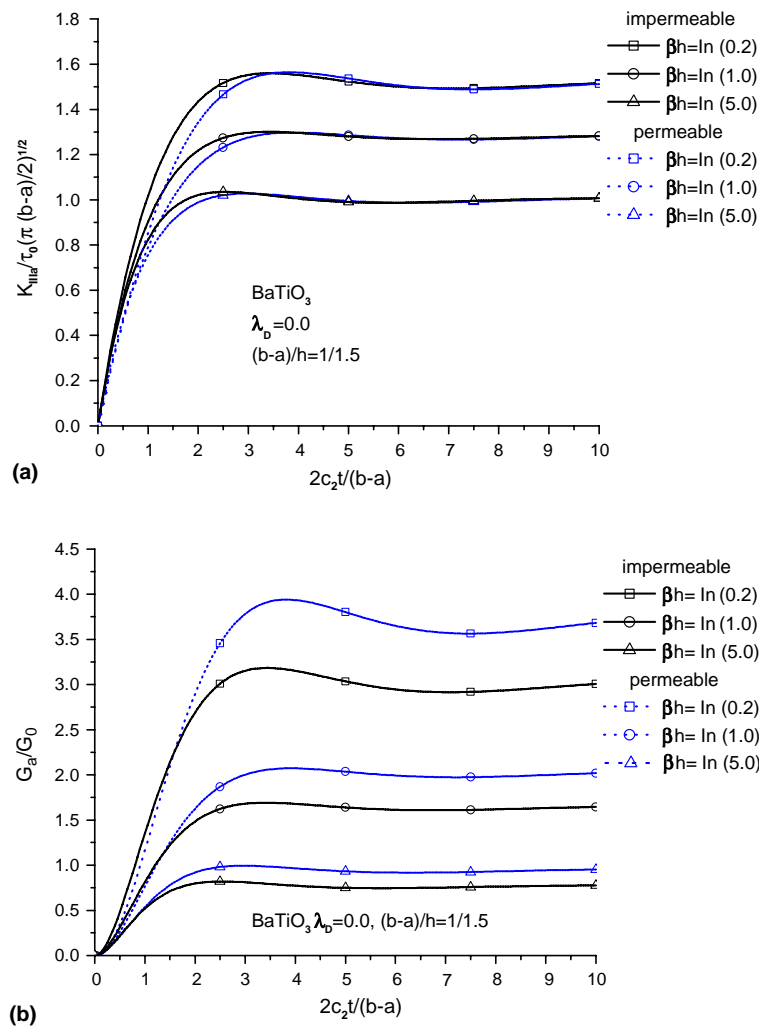 1.8
1.6
1.4
1.2
1.0
0.8
0.6
0.4
0.2
0.0
K_IIIa/τ_0(π (b-a)/2)^1/2
0 1 2 3 4 5 6 7 8 9 10
2c_2t/(b-a)
BaTiO_3
λ_D=0.0
(b-a)/h=1/1.5
impermeable
βh=In (0.2)
βh=In (1.0)
βh=In (5.0)
permeable
βh=In (0.2)
βh=In (1.0)
βh=In (5.0)
(a)
4.5
4.0
3.5
3.0
2.5
2.0
1.5
1.0
0.5
0.0
G_a/G_0
0 1 2 3 4 5 6 7 8 9 10
2c_2t/(b-a)
BaTiO_3 λ_D=0.0, (b-a)/h=1/1.5
impermeable
βh= In (0.2)
βh= In (1.0)
βh= In (5.0)
permeable
βh= In (0.2)
βh= In (1.0)
βh= In (5.0)
(b)